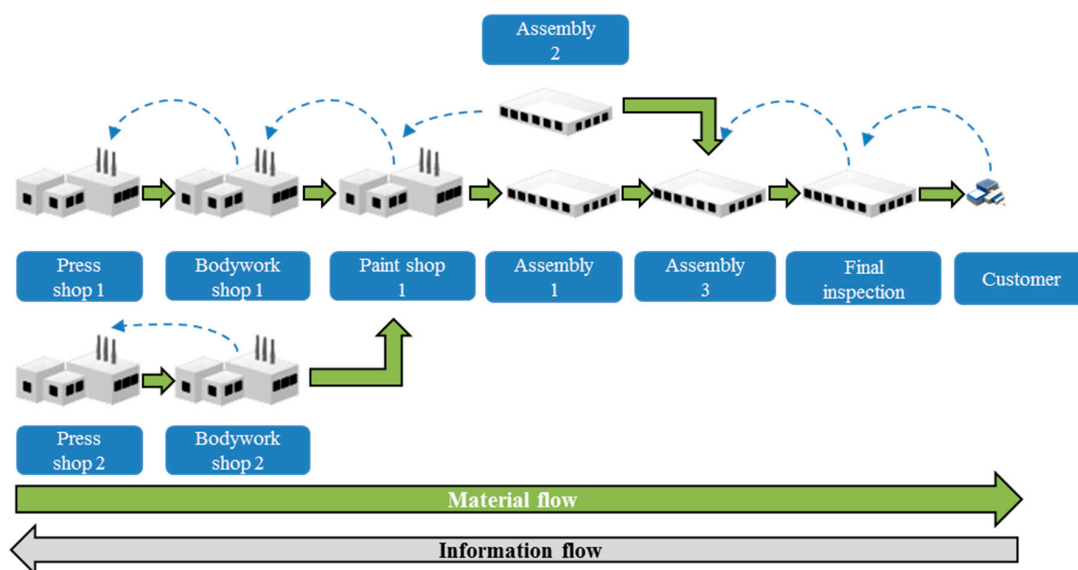 Assembly
2
Press
shop 1
Bodywork
shop 1
Paint shop
1
Assembly
1
Assembly
3
Final
inspection
Customer
Press
shop 2
Bodywork
shop 2
Material flow
Information flow